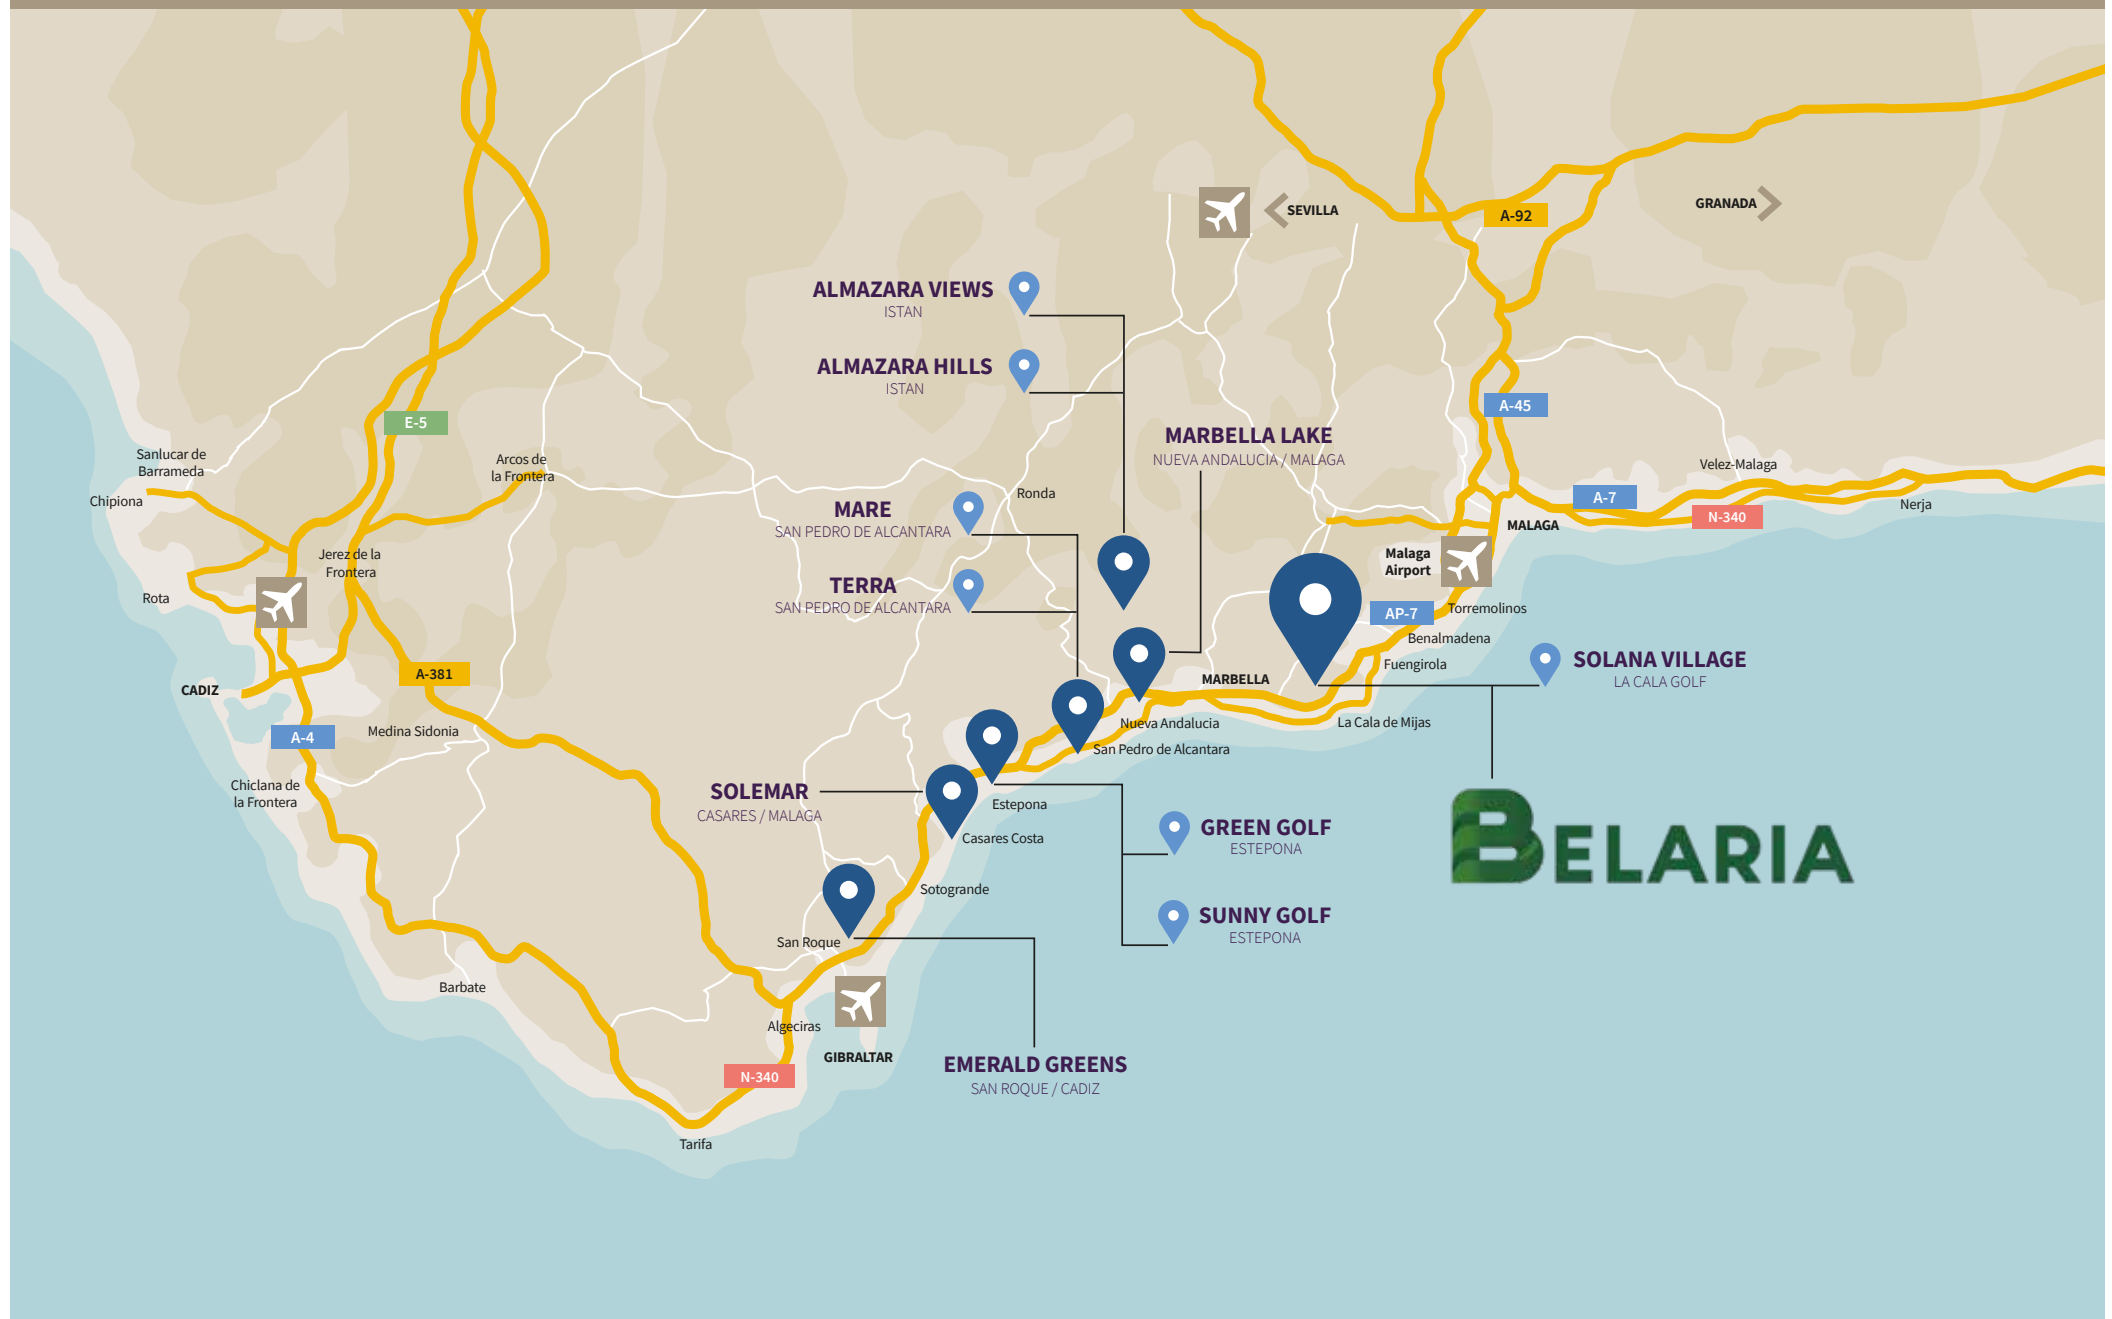 SEVILLA
GRANADA
A-92
ALMAZARA VIEWS
ISTAN
ALMAZARA HILLS
ISTAN
A-45
E-5
MARBELLA LAKE
NUEVA ANDALUCIA / MALAGA
Sanlucar de
Barrameda
Chipiona
Arcos de
la Frontera
Ronda
Velez-Malaga
A-7
N-340
Nerja
MARE
SAN PEDRO DE ALCANTARA
MALAGA
Malaga
Airport
Jerez de la
Frontera
TERRA
SAN PEDRO DE ALCANTARA
Rota
AP-7
Torremolinos
Benalmadena
Fuengirola
SOLANA VILLAGE
LA CALA GOLF
A-381
CADIZ
MARBELLA
Medina Sidonia
A-4
Nueva Andalucia
La Cala de Mijas
San Pedro de Alcantara
Chiclana de
la Frontera
SOLEMAR
CASARES / MALAGA
Estepona
Casares Costa
GREEN GOLF
ESTEPONA
BELARIA
Sotogrande
SUNNY GOLF
ESTEPONA
San Roque
Barbate
Algeciras
GIBRALTAR
EMERALD GREENS
SAN ROQUE / CADIZ
N-340
Tarifa